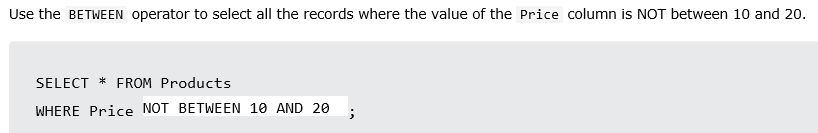 Use the BETWEEN operator to select all the records where the value of the Price column is NOT between 10 and 20.
SELECT * FROM Products
WHERE Price NOT BETWEEN 10 AND 20 ;